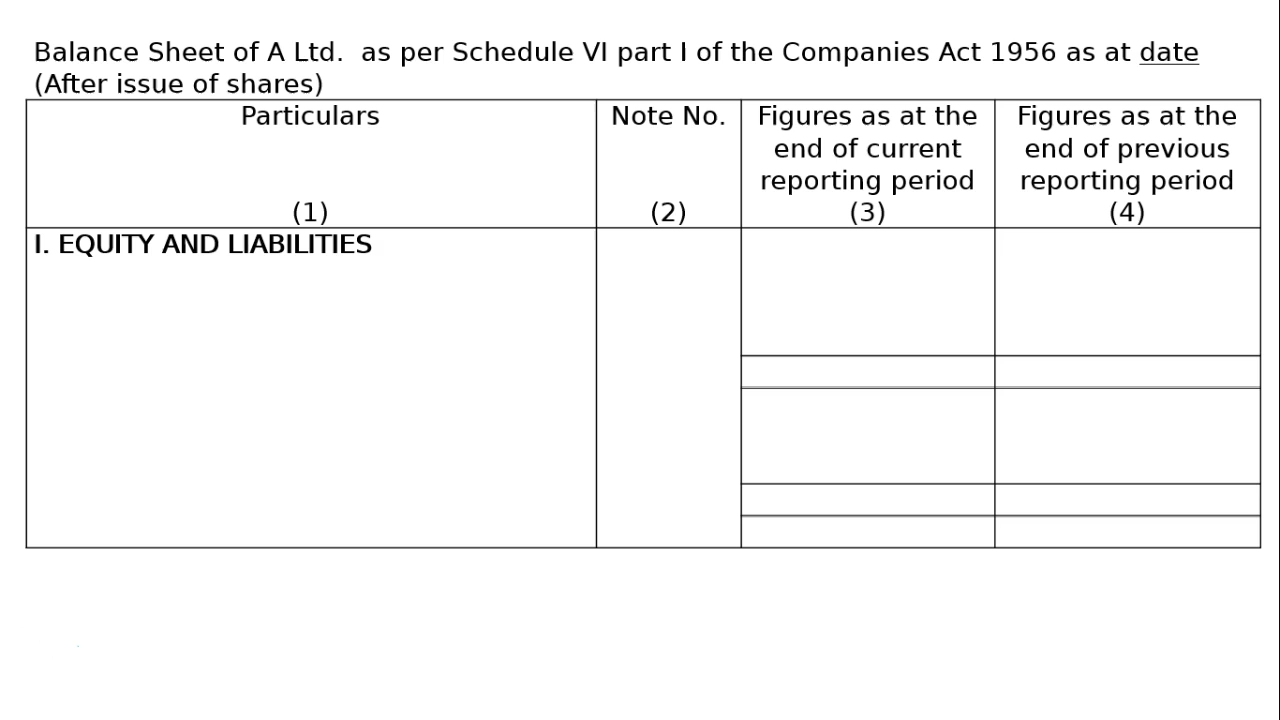 Balance Sheet of A Ltd.  as per Schedule VI part I of the Companies Act 1956 as at date
(After issue of shares)
Particulars
(1)
Note No.
(2)
Figures as at the
end of current
reporting period
(3)
Figures as at the
end of previous
reporting period
(4)
I. EQUITY AND LIABILITIES